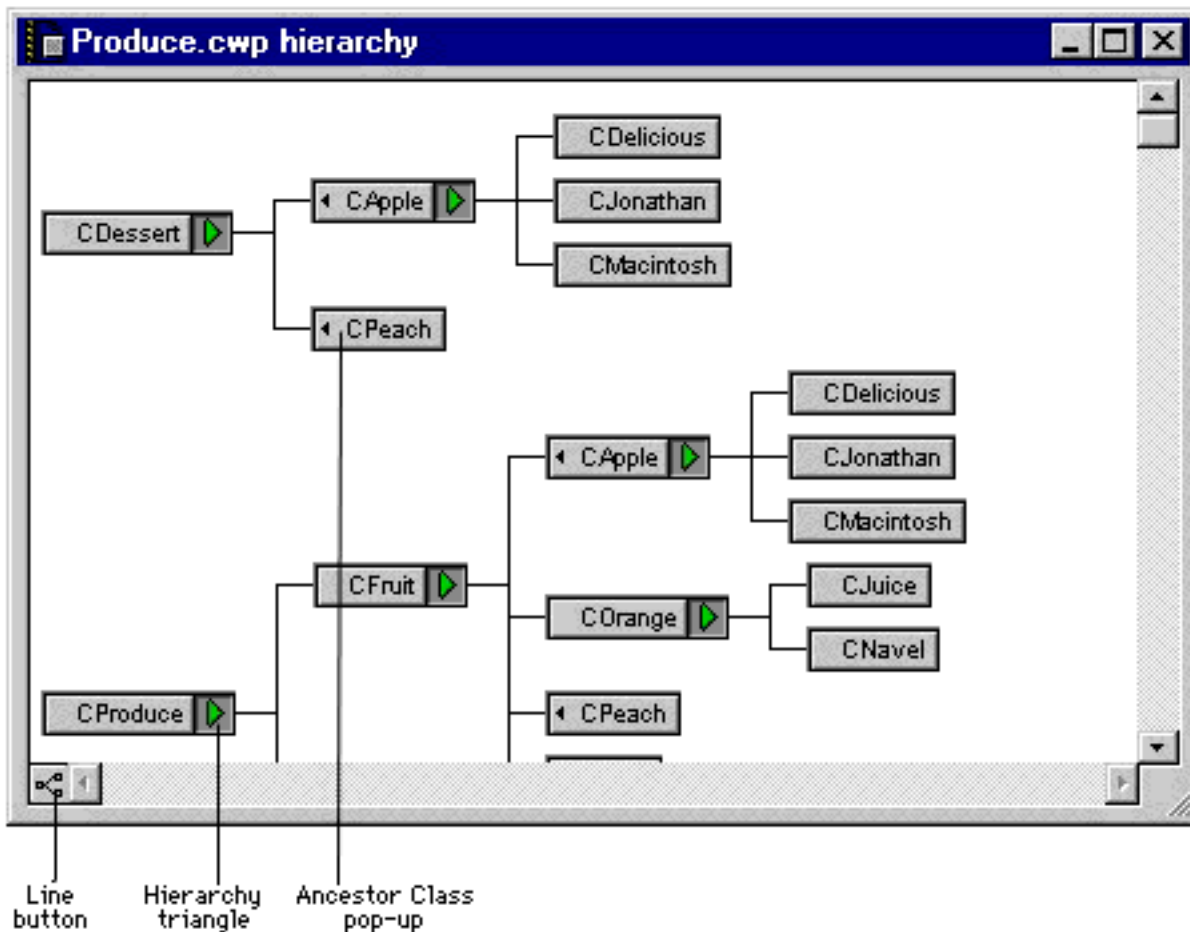 Produce.cwp hierarchy
CDelicious
CApple
CJonathan
CDessert
CMacintosh
CPeach
CDelicious
CApple
CJonathan
CMacintosh
CFruit
CJuice
COrange
CNavel
CProduce
CPeach
Line
button
Hierarchy
triangle
Ancestor Class
pop-up